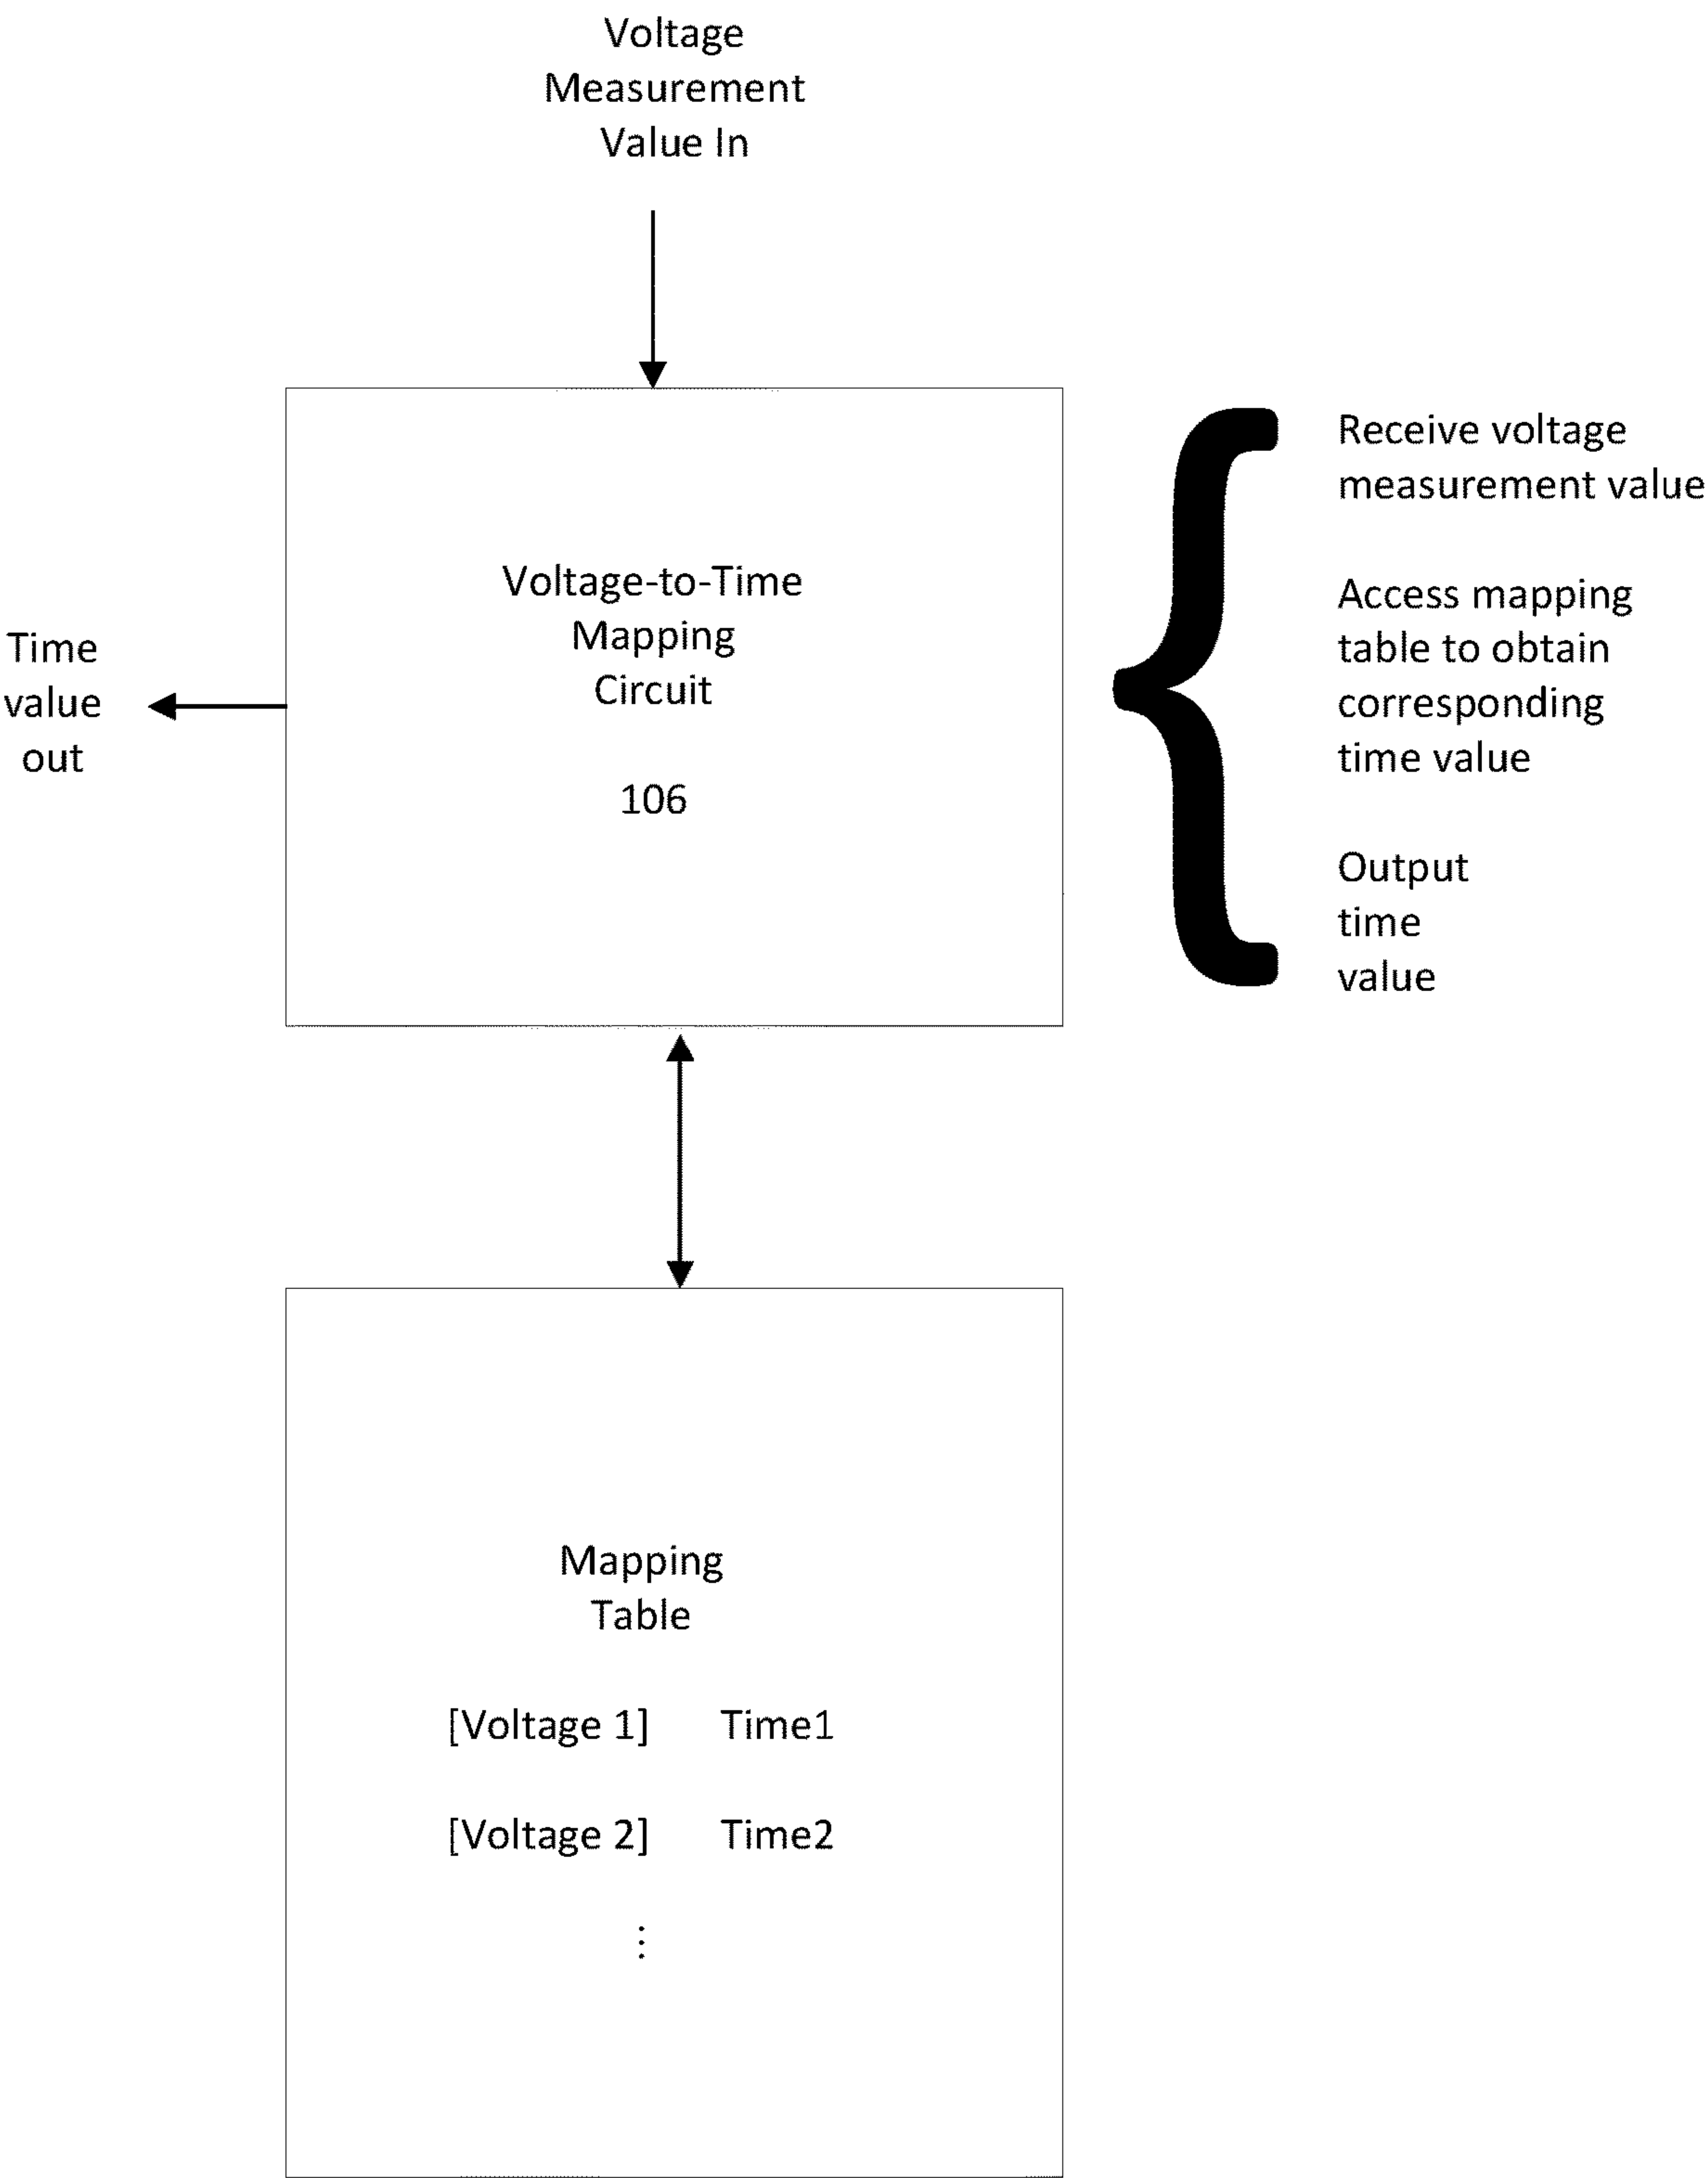 Voltage
Measurement
Value In
Voltage-to-Time
Mapping
Circuit
106
Time
value
out
Receive voltage
measurement value
Access mapping
table to obtain
corresponding
time value
Output
time
value
Mapping
Table
[Voltage 1] Time1
[Voltage 2] Time2
⋮